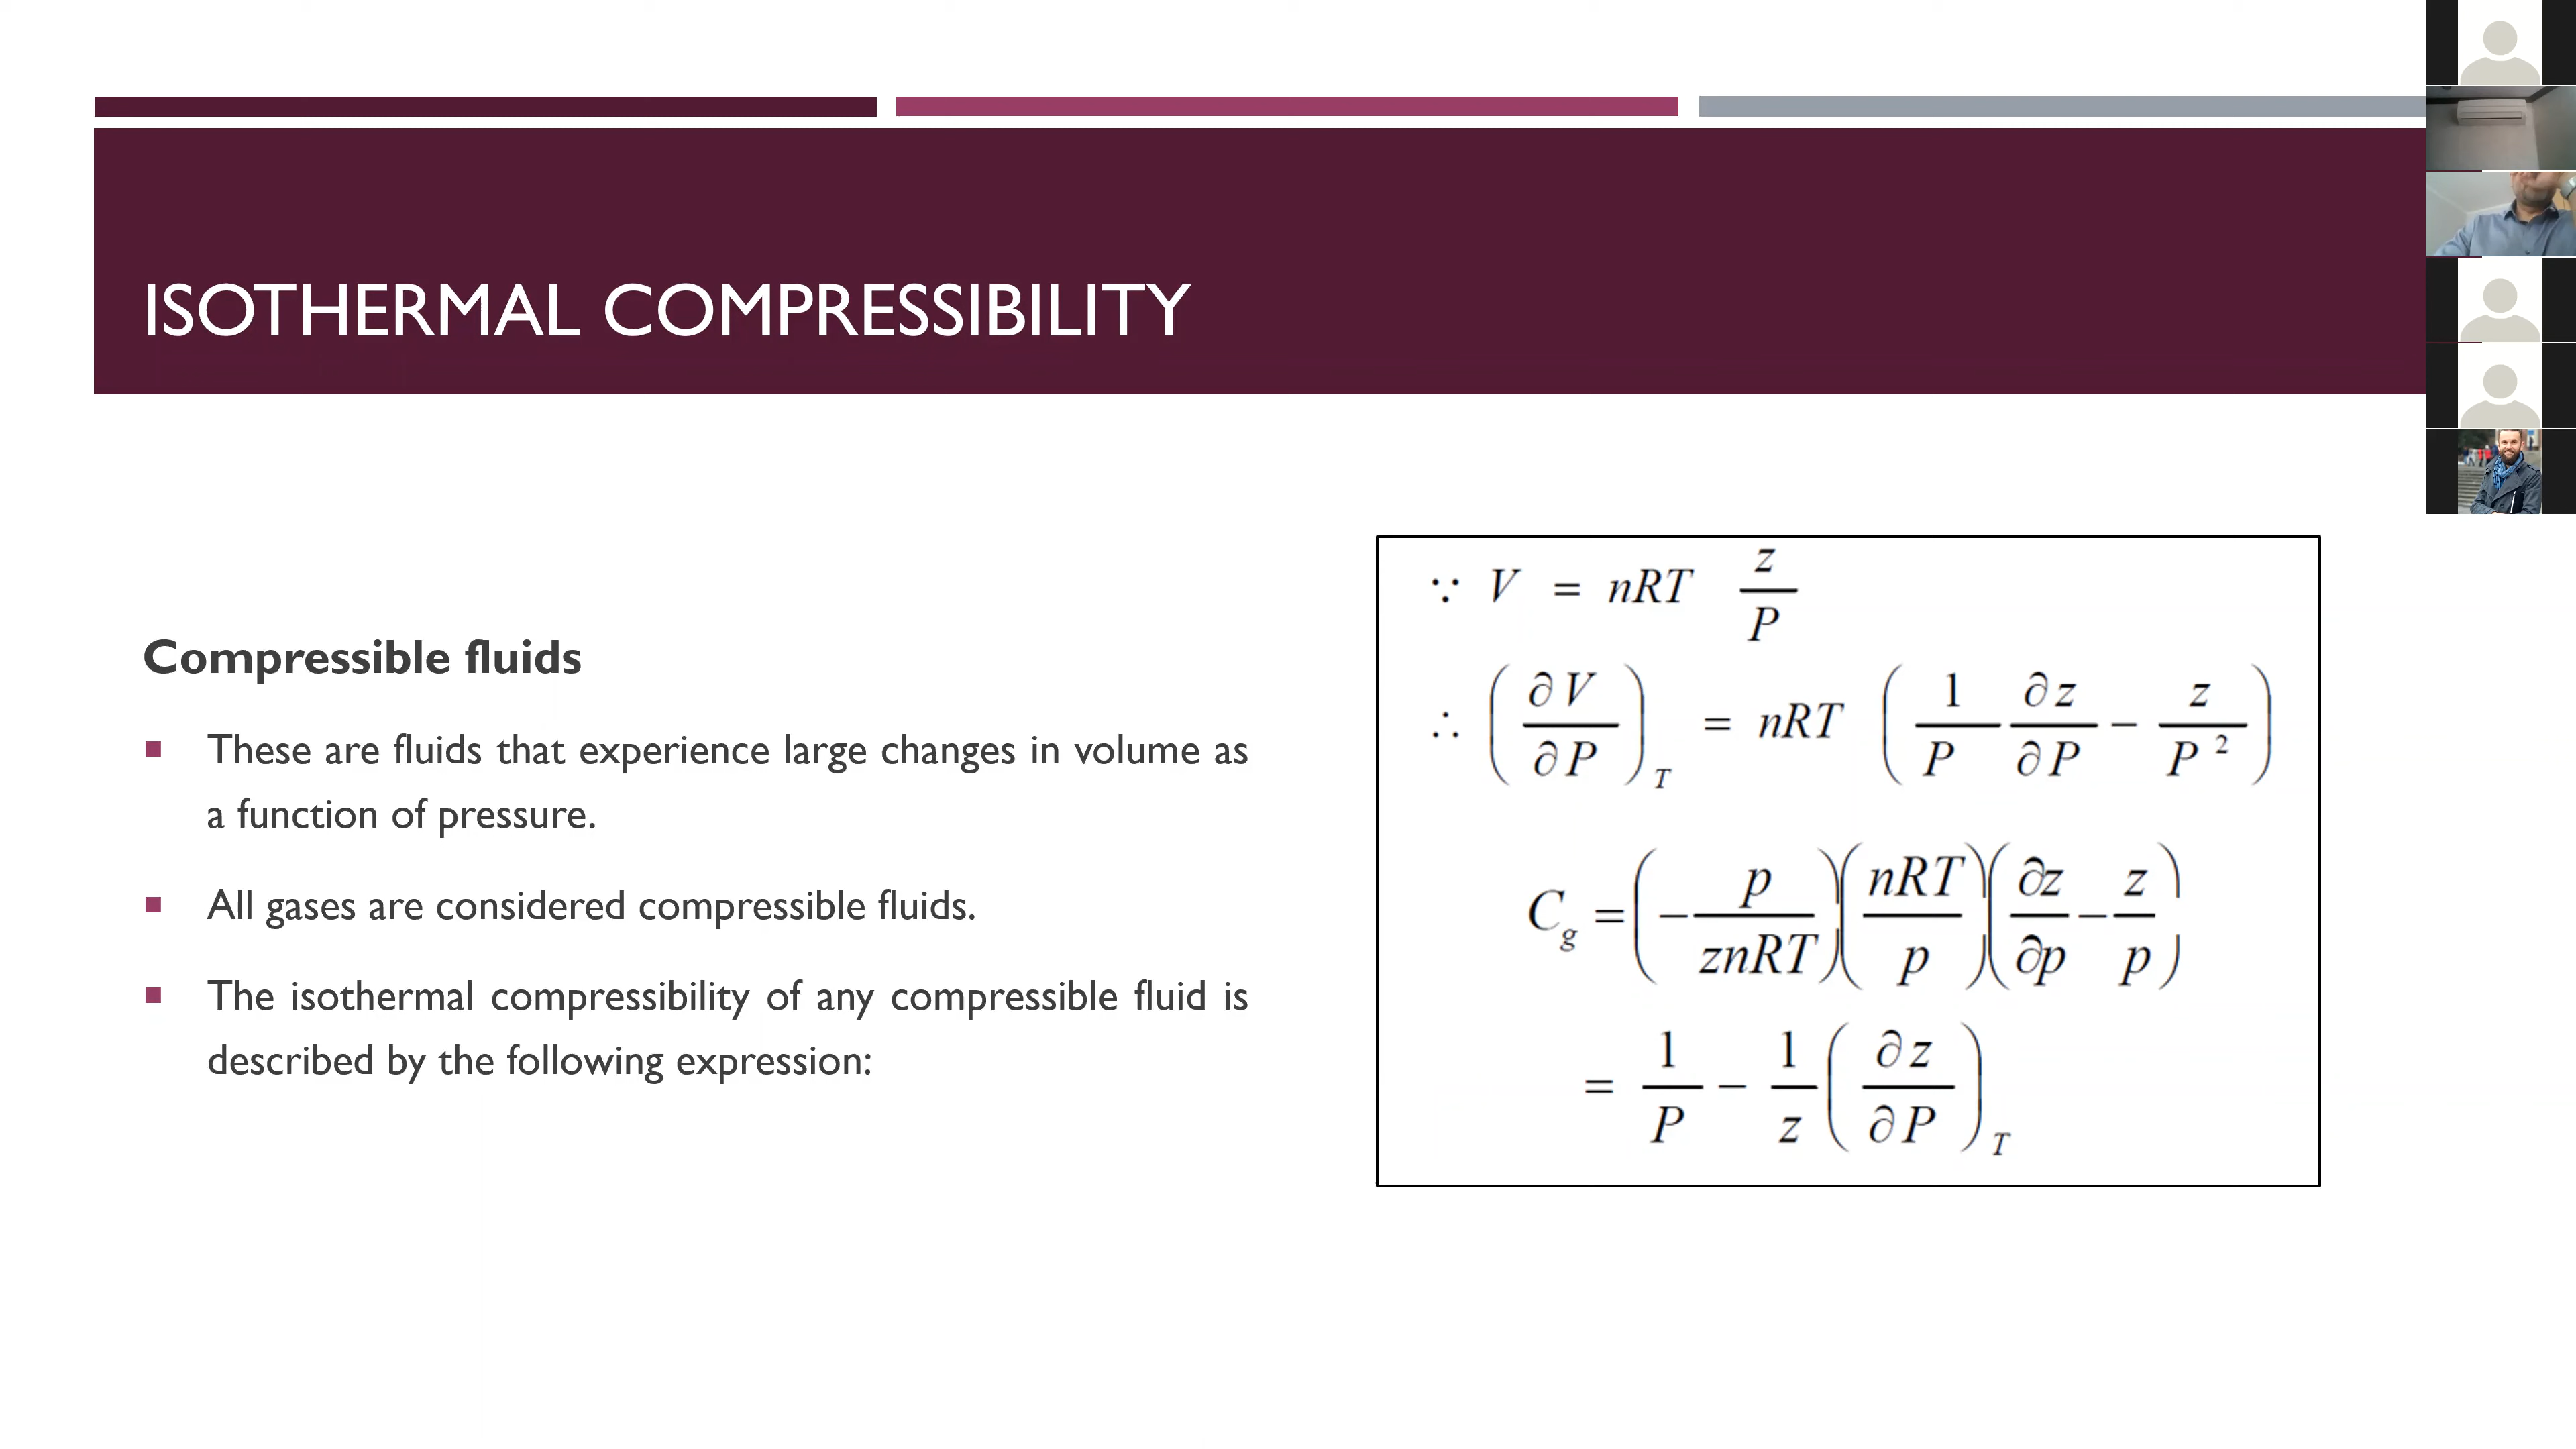 ISOTHERMAL COMPRESSIBILITY
Compressible fluids
▪ These are fluids that experience large changes in volume as
a function of pressure.
▪ All gases are considered compressible fluids.
▪ The isothermal compressibility of any compressible fluid is
described by the following expression:
∵ V = nRT z/P
∴ (∂V/∂P)_T = nRT (1/P ∂z/∂P − z/P²)
C_g = (− p/znRT)(nRT/p)(∂z/∂p − z/p)
= 1/P − 1/z (∂z/∂P)_T